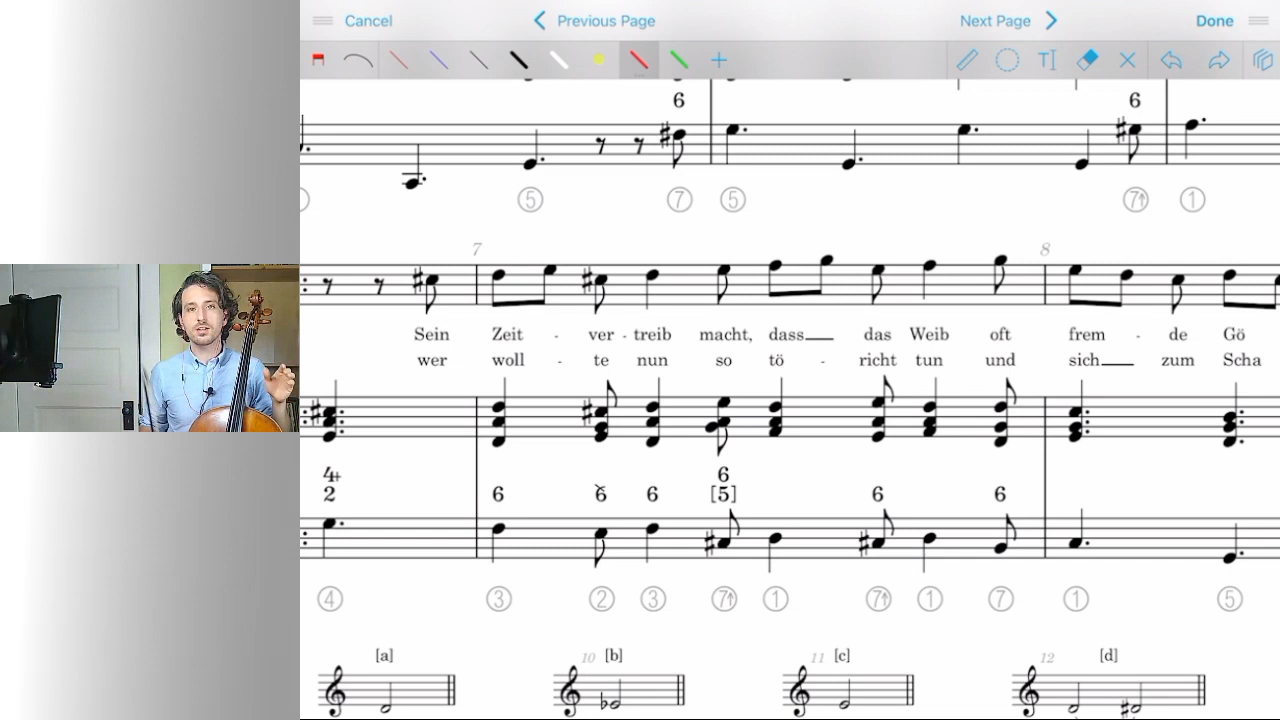 Cancel Previous Page Next Page Done
6 6
5 7 5 7↑ 1
7 8
Sein Zeit - ver - treib macht, dass das Weib oft frem - de Gö
wer woll - te nun so tö - richt tun und sich zum Scha
4+ 6
2 6 6 6 [5] 6 6
4 3 2 3 7↑ 1 7↑ 1 7 1 5
[a] 10 [b] 11 [c] 12 [d]